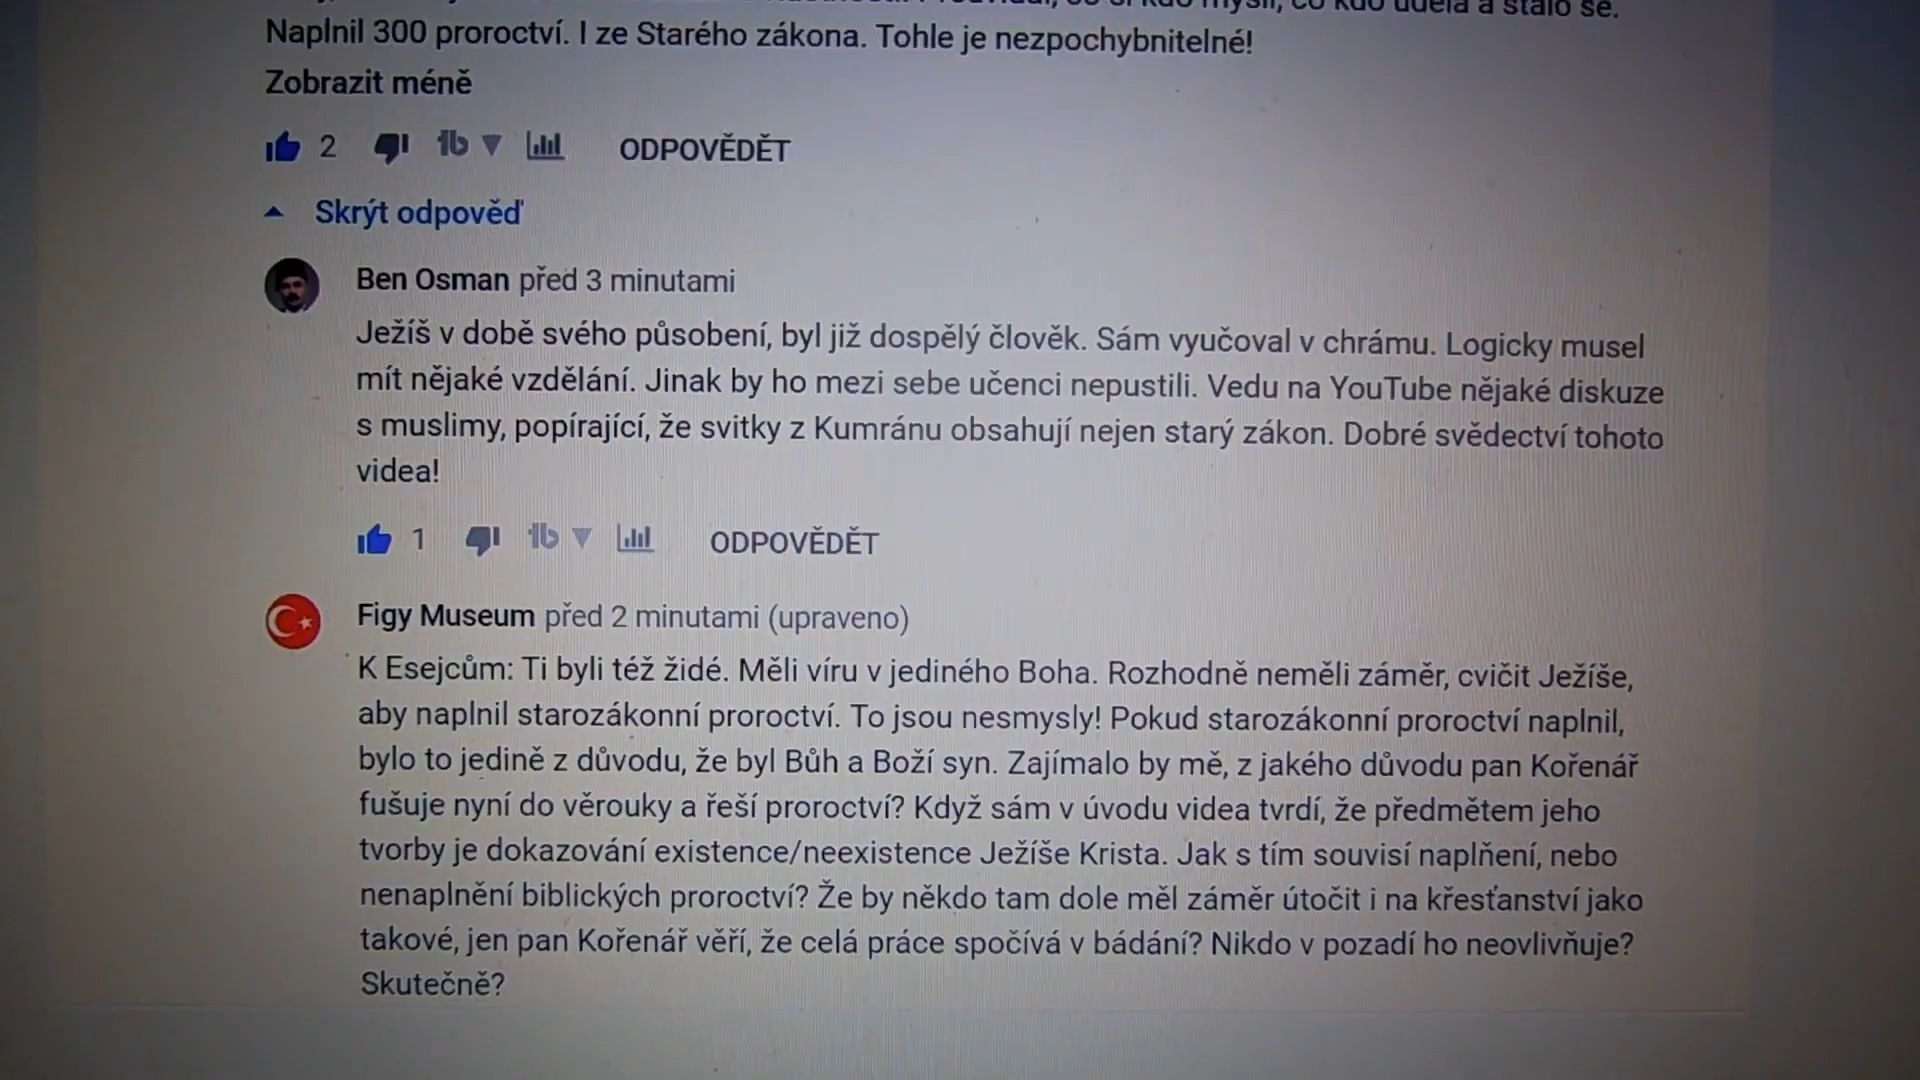 co kdo udělá a stalo se.
Naplnil 300 proroctví. I ze Starého zákona. Tohle je nezpochybnitelné!
Zobrazit méně
2 ODPOVĚDĚT
Skrýt odpověď
Ben Osman před 3 minutami
Ježíš v době svého působení, byl již dospělý člověk. Sám vyučoval v chrámu. Logicky musel
mít nějaké vzdělání. Jinak by ho mezi sebe učenci nepustili. Vedu na YouTube nějaké diskuze
s muslimy, popírající, že svitky z Kumránu obsahují nejen starý zákon. Dobré svědectví tohoto
videa!
1 ODPOVĚDĚT
Figy Museum před 2 minutami (upraveno)
K Esejcům: Ti byli též židé. Měli víru v jediného Boha. Rozhodně neměli záměr, cvičit Ježíše,
aby naplnil starozákonní proroctví. To jsou nesmysly! Pokud starozákonní proroctví naplnil,
bylo to jedině z důvodu, že byl Bůh a Boží syn. Zajímalo by mě, z jakého důvodu pan Kořenář
fušuje nyní do věrouky a řeší proroctví? Když sám v úvodu videa tvrdí, že předmětem jeho
tvorby je dokazování existence/neexistence Ježíše Krista. Jak s tím souvisí naplňení, nebo
nenaplnění biblických proroctví? Že by někdo tam dole měl záměr útočit i na křesťanství jako
takové, jen pan Kořenář věří, že celá práce spočívá v bádání? Nikdo v pozadí ho neovlivňuje?
Skutečně?